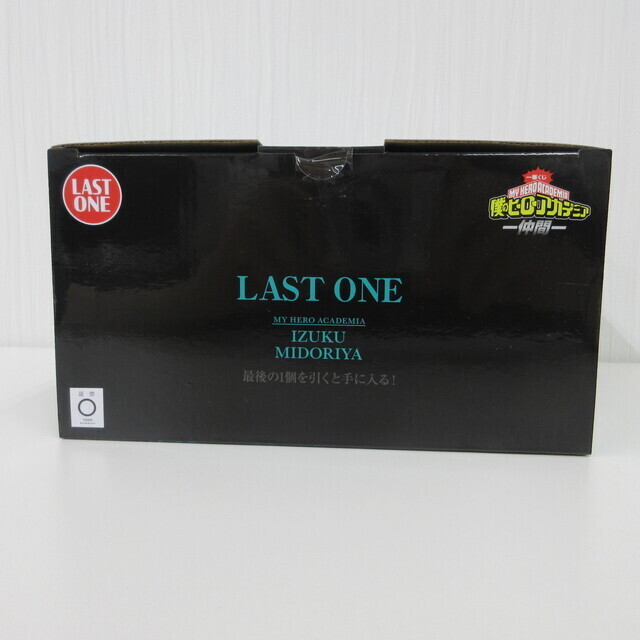 LAST
ONE
一番くじ
MY HERO ACADEMIA
僕のヒーローアカデミア
仲間
LAST ONE
MY HERO ACADEMIA
IZUKU
MIDORIYA
最後の1個を引くと手に入る!